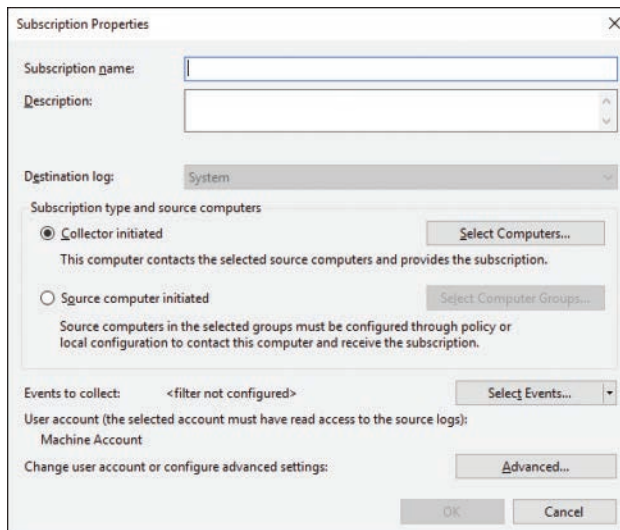 Subscription Properties
Subscription name:
Description:
Destination log: System
Subscription type and source computers
Collector initiated Select Computers...
This computer contacts the selected source computers and provides the subscription.
Source computer initiated Select Computer Groups...
Source computers in the selected groups must be configured through policy or
local configuration to contact this computer and receive the subscription.
Events to collect: <filter not configured> Select Events...
User account (the selected account must have read access to the source logs):
Machine Account
Change user account or configure advanced settings: Advanced...
OK Cancel